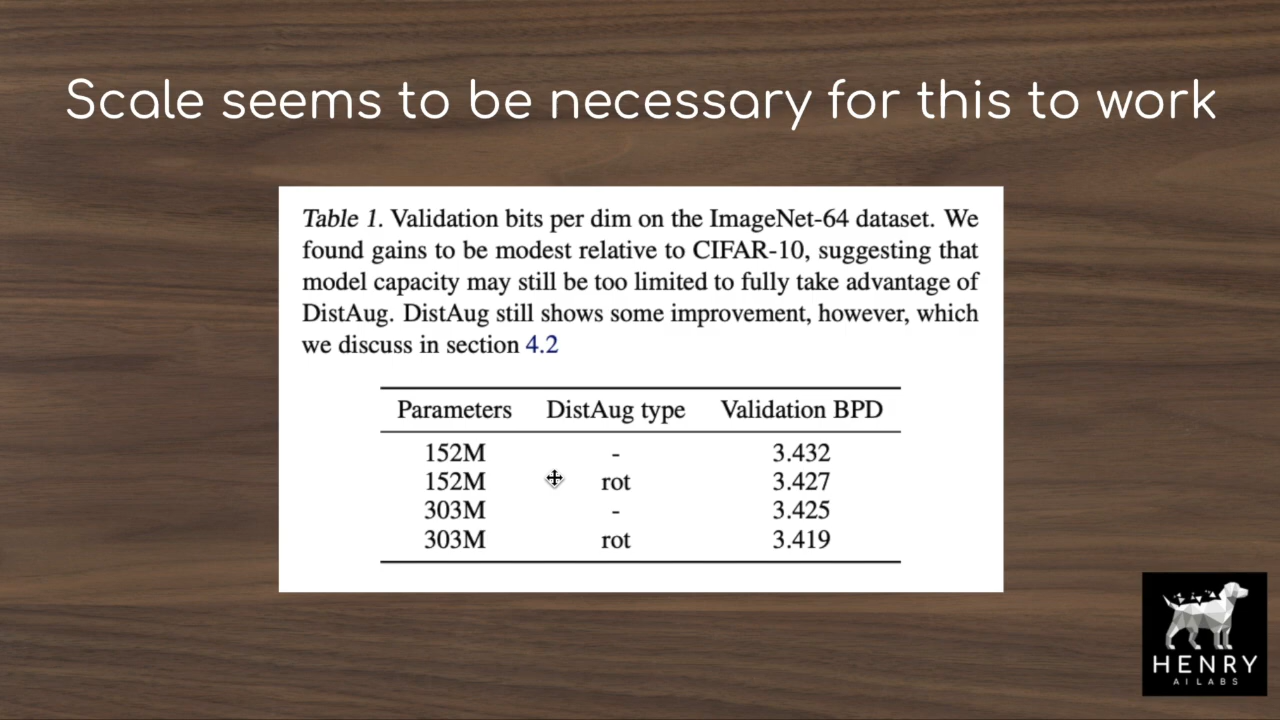 Scale seems to be necessary for this to work
Table 1. Validation bits per dim on the ImageNet-64 dataset. We
found gains to be modest relative to CIFAR-10, suggesting that
model capacity may still be too limited to fully take advantage of
DistAug. DistAug still shows some improvement, however, which
we discuss in section 4.2
Parameters DistAug type Validation BPD
152M - 3.432
152M rot 3.427
303M - 3.425
303M rot 3.419
HENRY
AI LABS